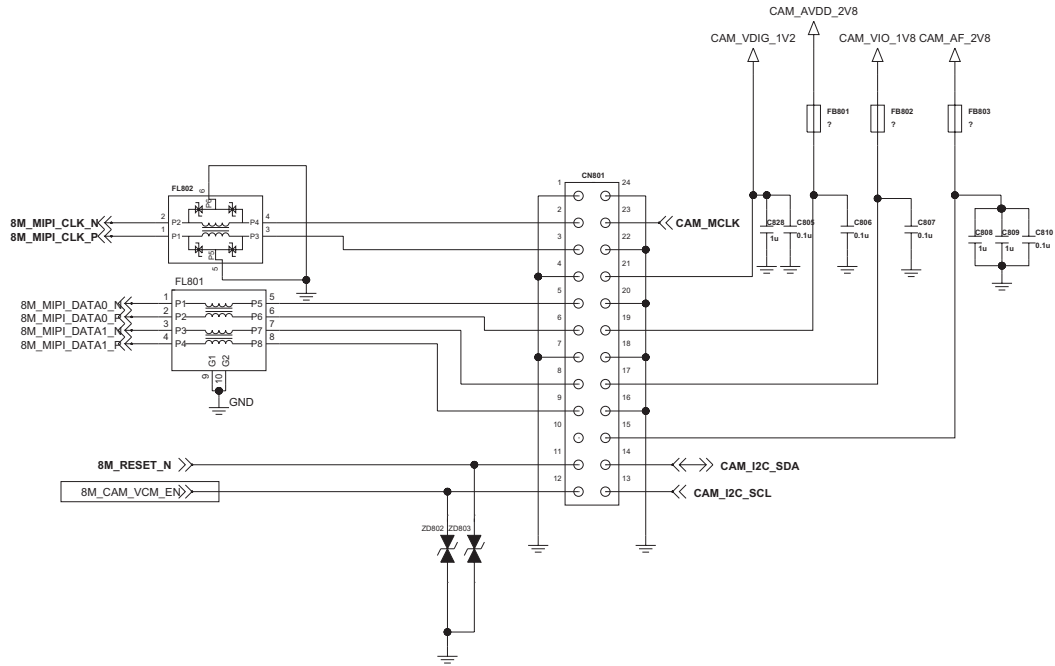 CAM_AVDD_2V8
CAM_VDIG_1V2
CAM_VIO_1V8
CAM_AF_2V8
FB801
?
FB802
?
FB803
?
FL802
6
P6
2
P2
P4
4
1
P1
P3
3
P5
5
8M_MIPI_CLK_N
8M_MIPI_CLK_P
FL801
1
P1
P5
5
2
P2
P6
6
3
P3
P7
7
4
P4
P8
8
G1
G2
9
10
GND
8M_MIPI_DATA0_N
8M_MIPI_DATA0_P
8M_MIPI_DATA1_N
8M_MIPI_DATA1_P
CN801
1
24
2
23
3
22
4
21
5
20
6
19
7
18
8
17
9
16
10
15
11
14
12
13
CAM_MCLK
C828
1u
C805
0.1u
C806
0.1u
C807
0.1u
C808
1u
C809
1u
C810
0.1u
8M_RESET_N
8M_CAM_VCM_EN
CAM_I2C_SDA
CAM_I2C_SCL
ZD802
ZD803